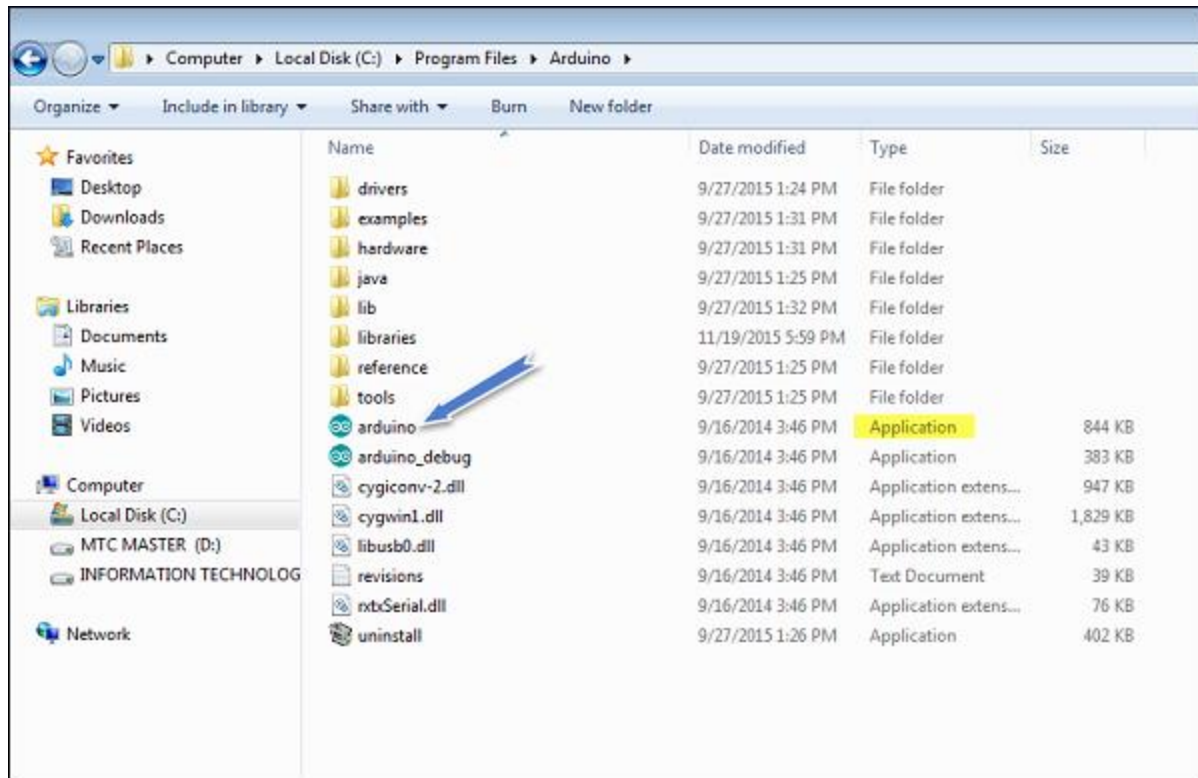 Computer Local Disk (C:) Program Files Arduino
Organize Include in library Share with Burn New folder
Favorites
Desktop
Downloads
Recent Places
Libraries
Documents
Music
Pictures
Videos
Computer
Local Disk (C:)
MTC MASTER (D:)
INFORMATION TECHNOLOG
Network
Name Date modified Type Size
drivers 9/27/2015 1:24 PM File folder
examples 9/27/2015 1:31 PM File folder
hardware 9/27/2015 1:31 PM File folder
java 9/27/2015 1:25 PM File folder
lib 9/27/2015 1:32 PM File folder
libraries 11/19/2015 5:59 PM File folder
reference 9/27/2015 1:25 PM File folder
tools 9/27/2015 1:25 PM File folder
arduino 9/16/2014 3:46 PM Application 844 KB
arduino_debug 9/16/2014 3:46 PM Application 383 KB
cygiconv-2.dll 9/16/2014 3:46 PM Application extens... 947 KB
cygwin1.dll 9/16/2014 3:46 PM Application extens... 1,829 KB
libusb0.dll 9/16/2014 3:46 PM Application extens... 43 KB
revisions 9/16/2014 3:46 PM Text Document 39 KB
rxtxSerial.dll 9/16/2014 3:46 PM Application extens... 76 KB
uninstall 9/27/2015 1:26 PM Application 402 KB